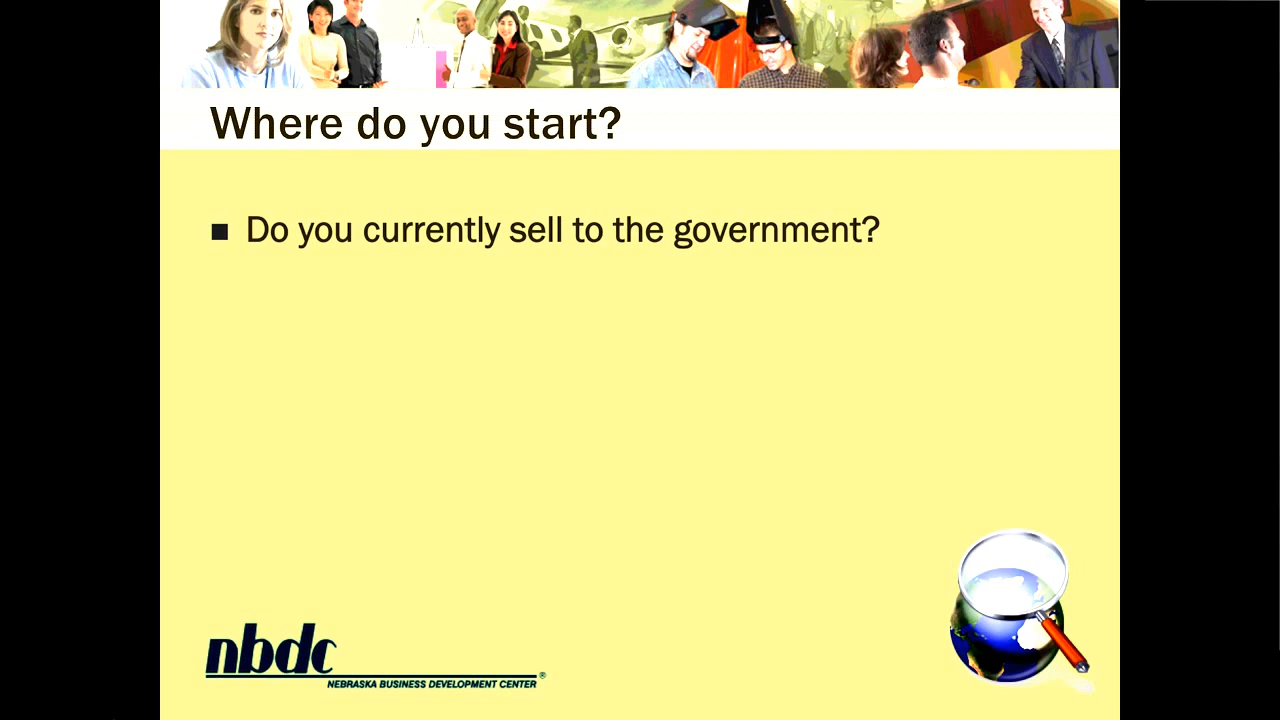 Where do you start?
■ Do you currently sell to the government?
nbdc
NEBRASKA BUSINESS DEVELOPMENT CENTER®